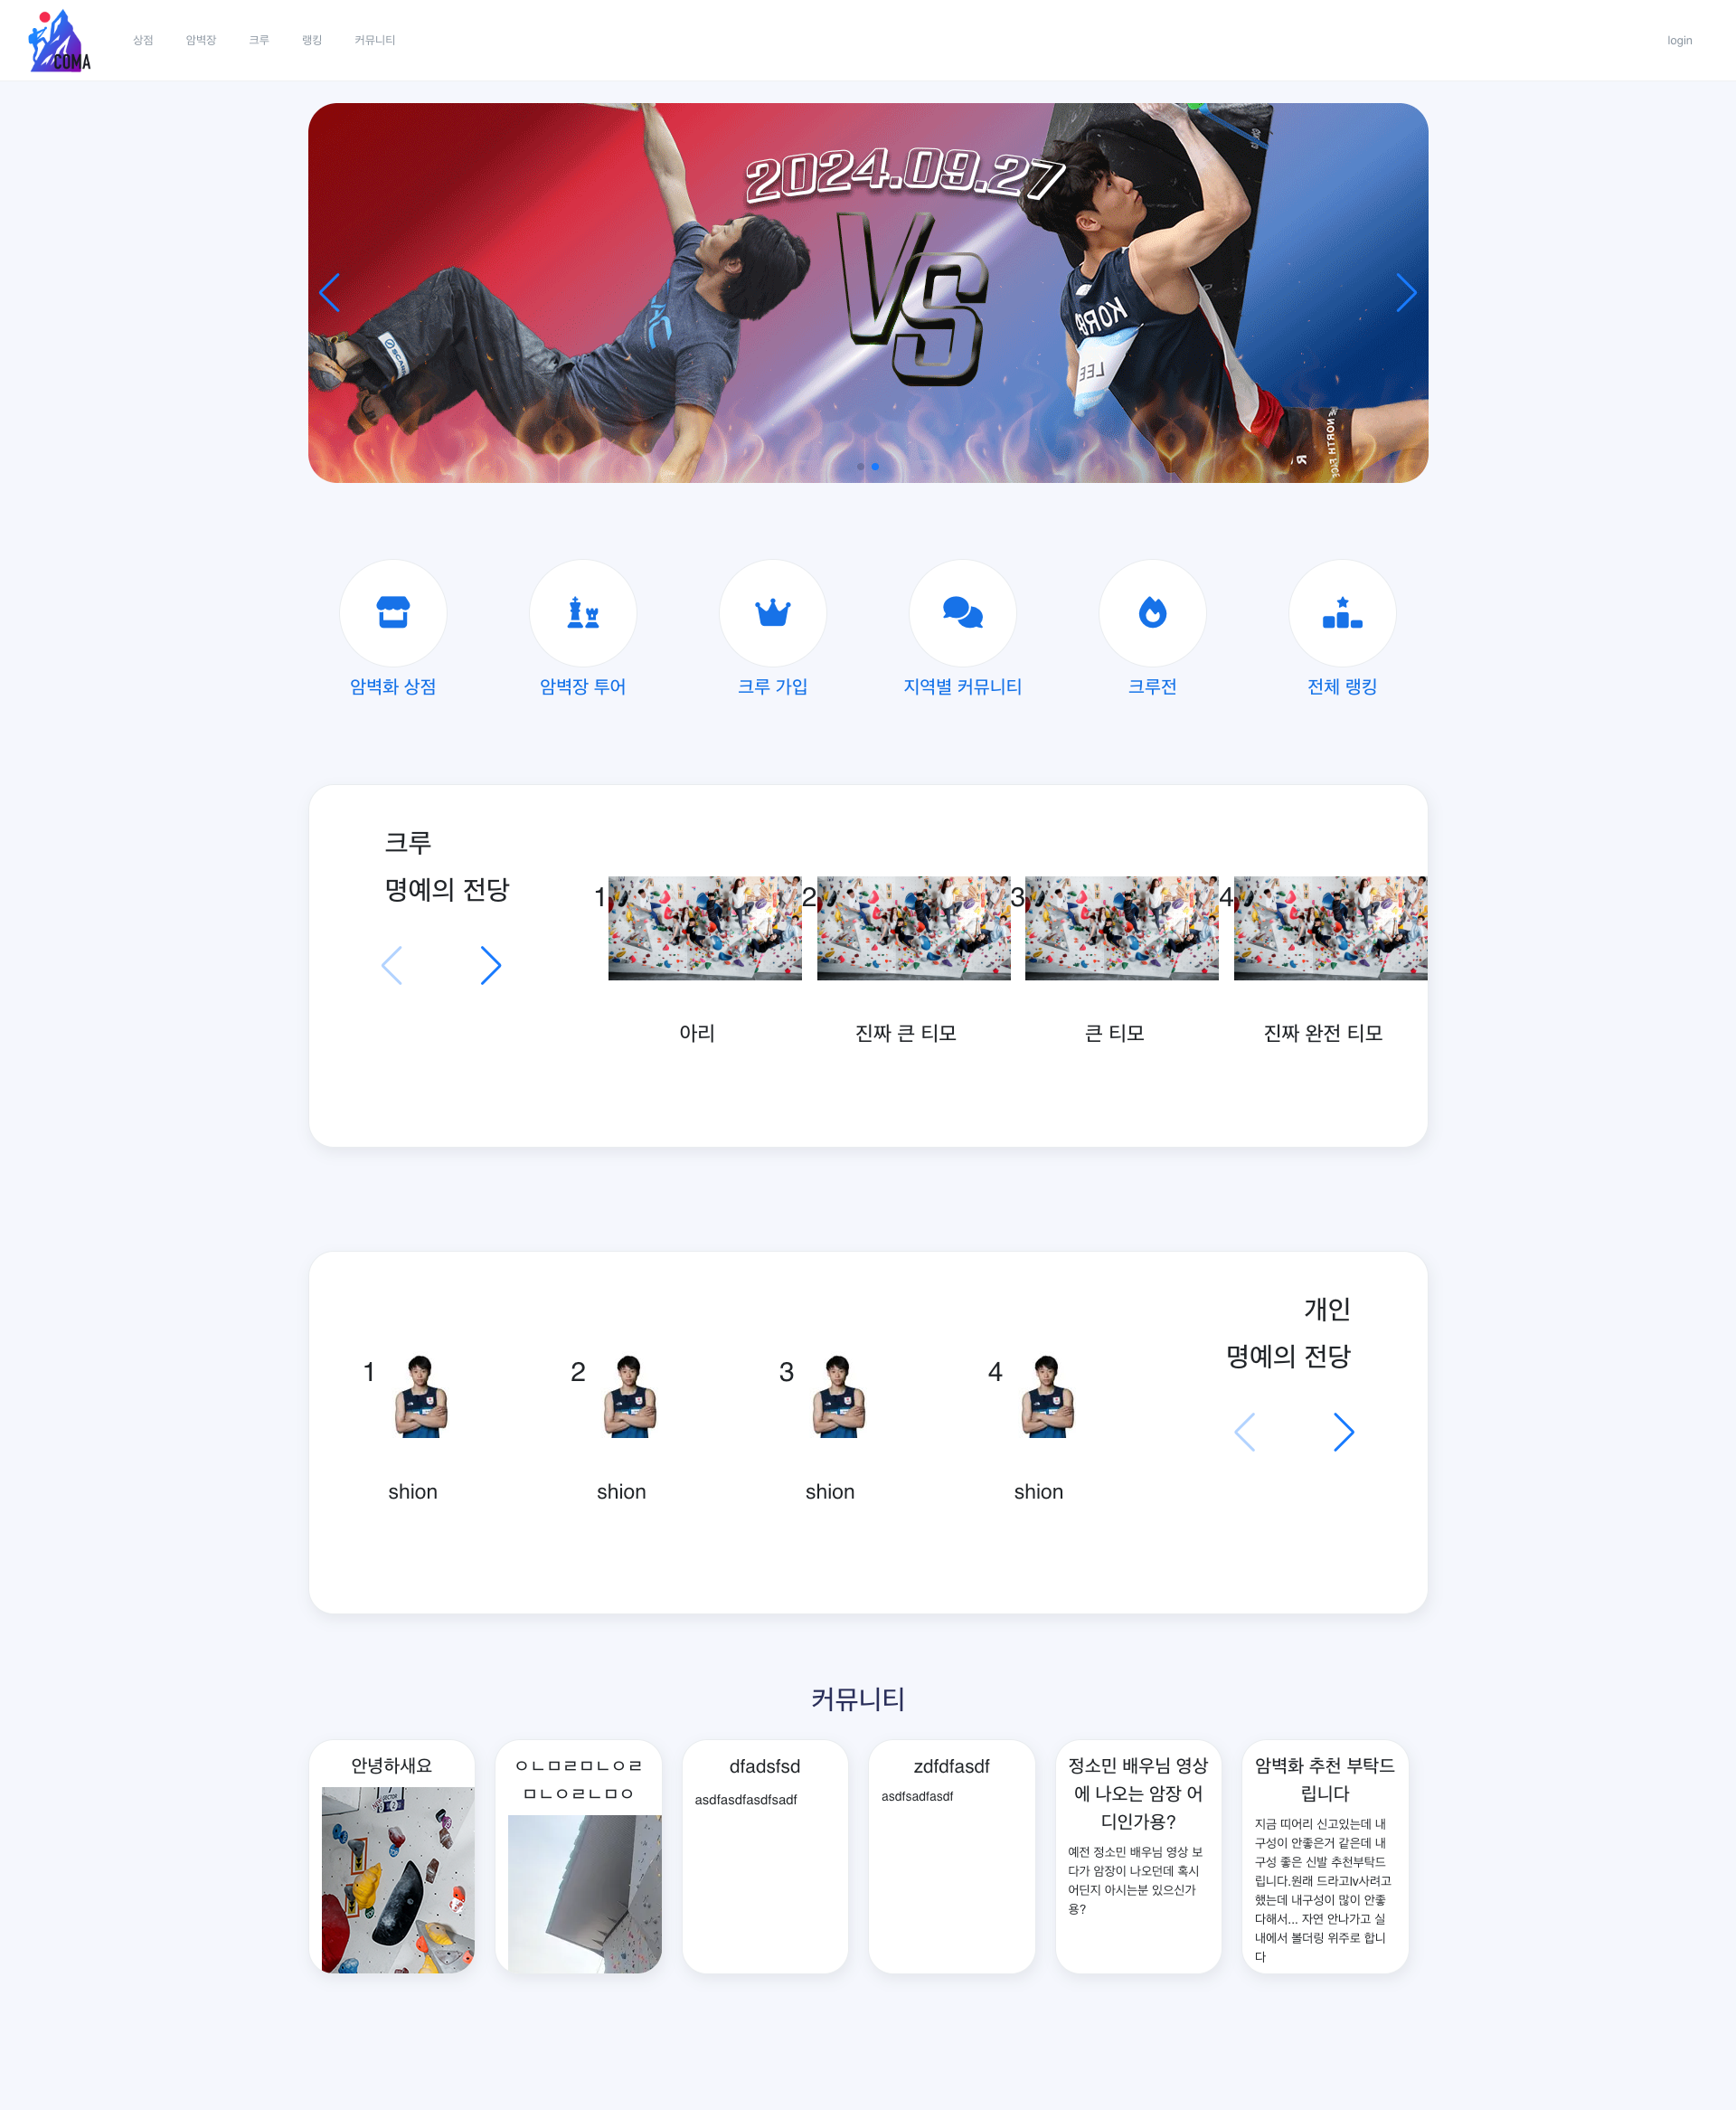 COMA
상점
암벽장
크루
랭킹
커뮤니티
login
2024.09.27
VS
KOR
LEE
암벽화 상점
암벽장 투어
크루 가입
지역별 커뮤니티
크루전
전체 랭킹
크루
명예의 전당
1
2
3
4
아리
진짜 큰 티모
큰 티모
진짜 완전 티모
개인
명예의 전당
1
2
3
4
shion
shion
shion
shion
커뮤니티
안녕하새요
ㅇㄴㅁㄹㅁㄴㅇㄹ
ㅁㄴㅇㄹㄴㅁㅇ
dfadsfsd
asdfasdfasdfsadf
zdfdfasdf
asdfsadfasdf
정소민 배우님 영상
에 나오는 암장 어
디인가용?
예전 정소민 배우님 영상 보
다가 암장이 나오던데 혹시
어딘지 아시는분 있으신가
용?
암벽화 추천 부탁드
립니다
지금 띠어리 신고있는데 내
구성이 안좋은거 같은데 내
구성 좋은 신발 추천부탁드
립니다.원래 드라고lv사려고
했는데 내구성이 많이 안좋
다해서... 자연 안나가고 실
내에서 볼더링 위주로 합니
다